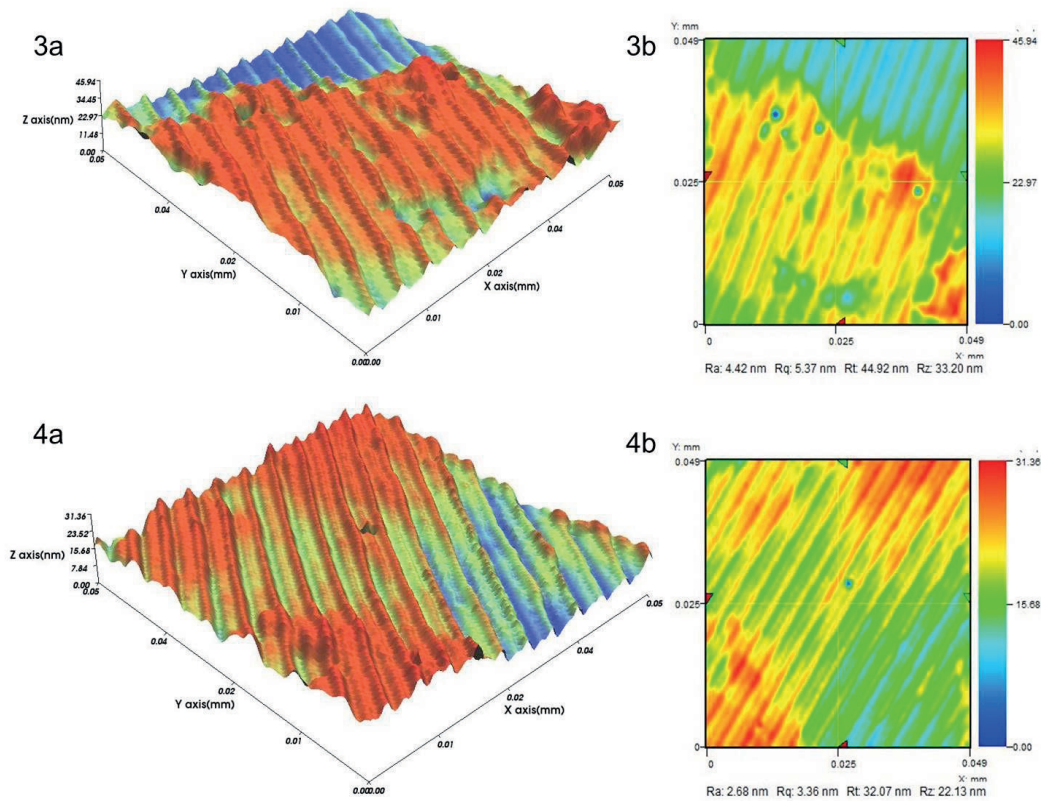 3a
45.94
34.45
Z axis(nm)
22.97
11.48
0.00
0.05
0.04
Y axis(mm)
0.02
0.01
0.000.00
0.01
0.02
X axis(mm)
0.04
0.05
3b
Y: mm
0.049
0.025
0
0
0.025
0.049
X: mm
45.94
22.97
0.00
Ra: 4.42 nm Rq: 5.37 nm Rt: 44.92 nm Rz: 33.20 nm
4a
31.36
23.52
Z axis(nm)
15.68
7.84
0.00
0.05
0.04
Y axis(mm)
0.02
0.01
0.000.00
0.01
0.02
X axis(mm)
0.04
0.05
4b
Y: mm
0.049
0.025
0
0
0.025
0.049
X: mm
31.36
15.68
0.00
Ra: 2.68 nm Rq: 3.36 nm Rt: 32.07 nm Rz: 22.13 nm